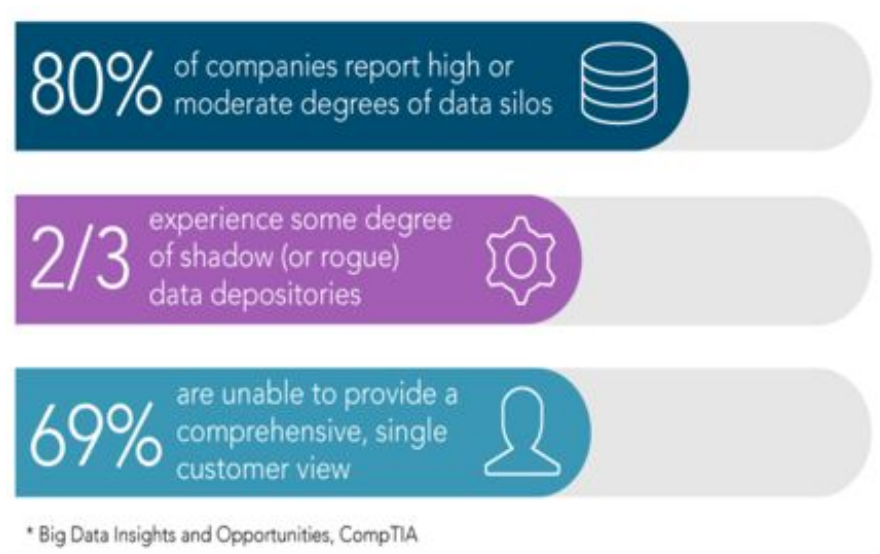 80% of companies report high or
moderate degrees of data silos
2/3 experience some degree
of shadow (or rogue)
data depositories
69% are unable to provide a
comprehensive, single
customer view
* Big Data Insights and Opportunities, CompTIA